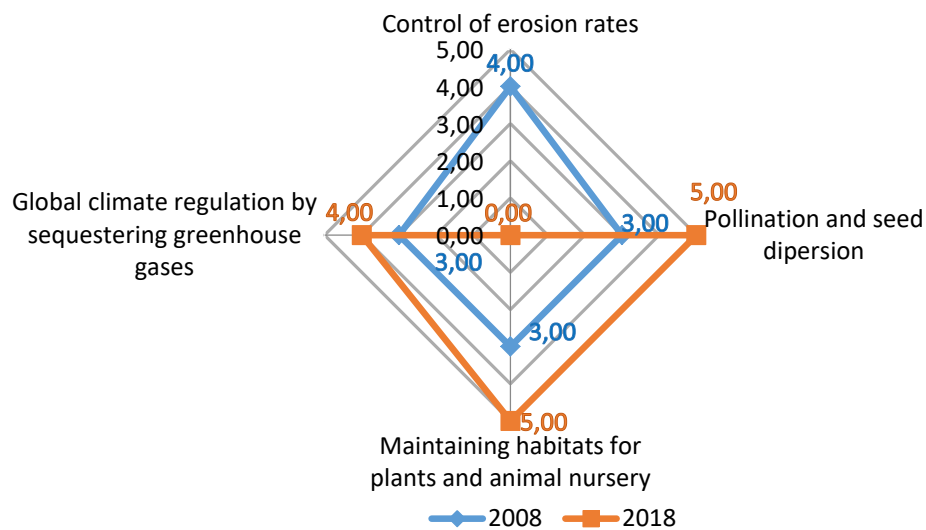 Control of erosion rates
5,00
4,00
4,00
3,00
2,00
1,00
0,00
0,00
5,00
3,00
Pollination and seed
dipersion
4,00
3,00
Global climate regulation by
sequestering greenhouse
gases
3,00
5,00
Maintaining habitats for
plants and animal nursery
2008
2018